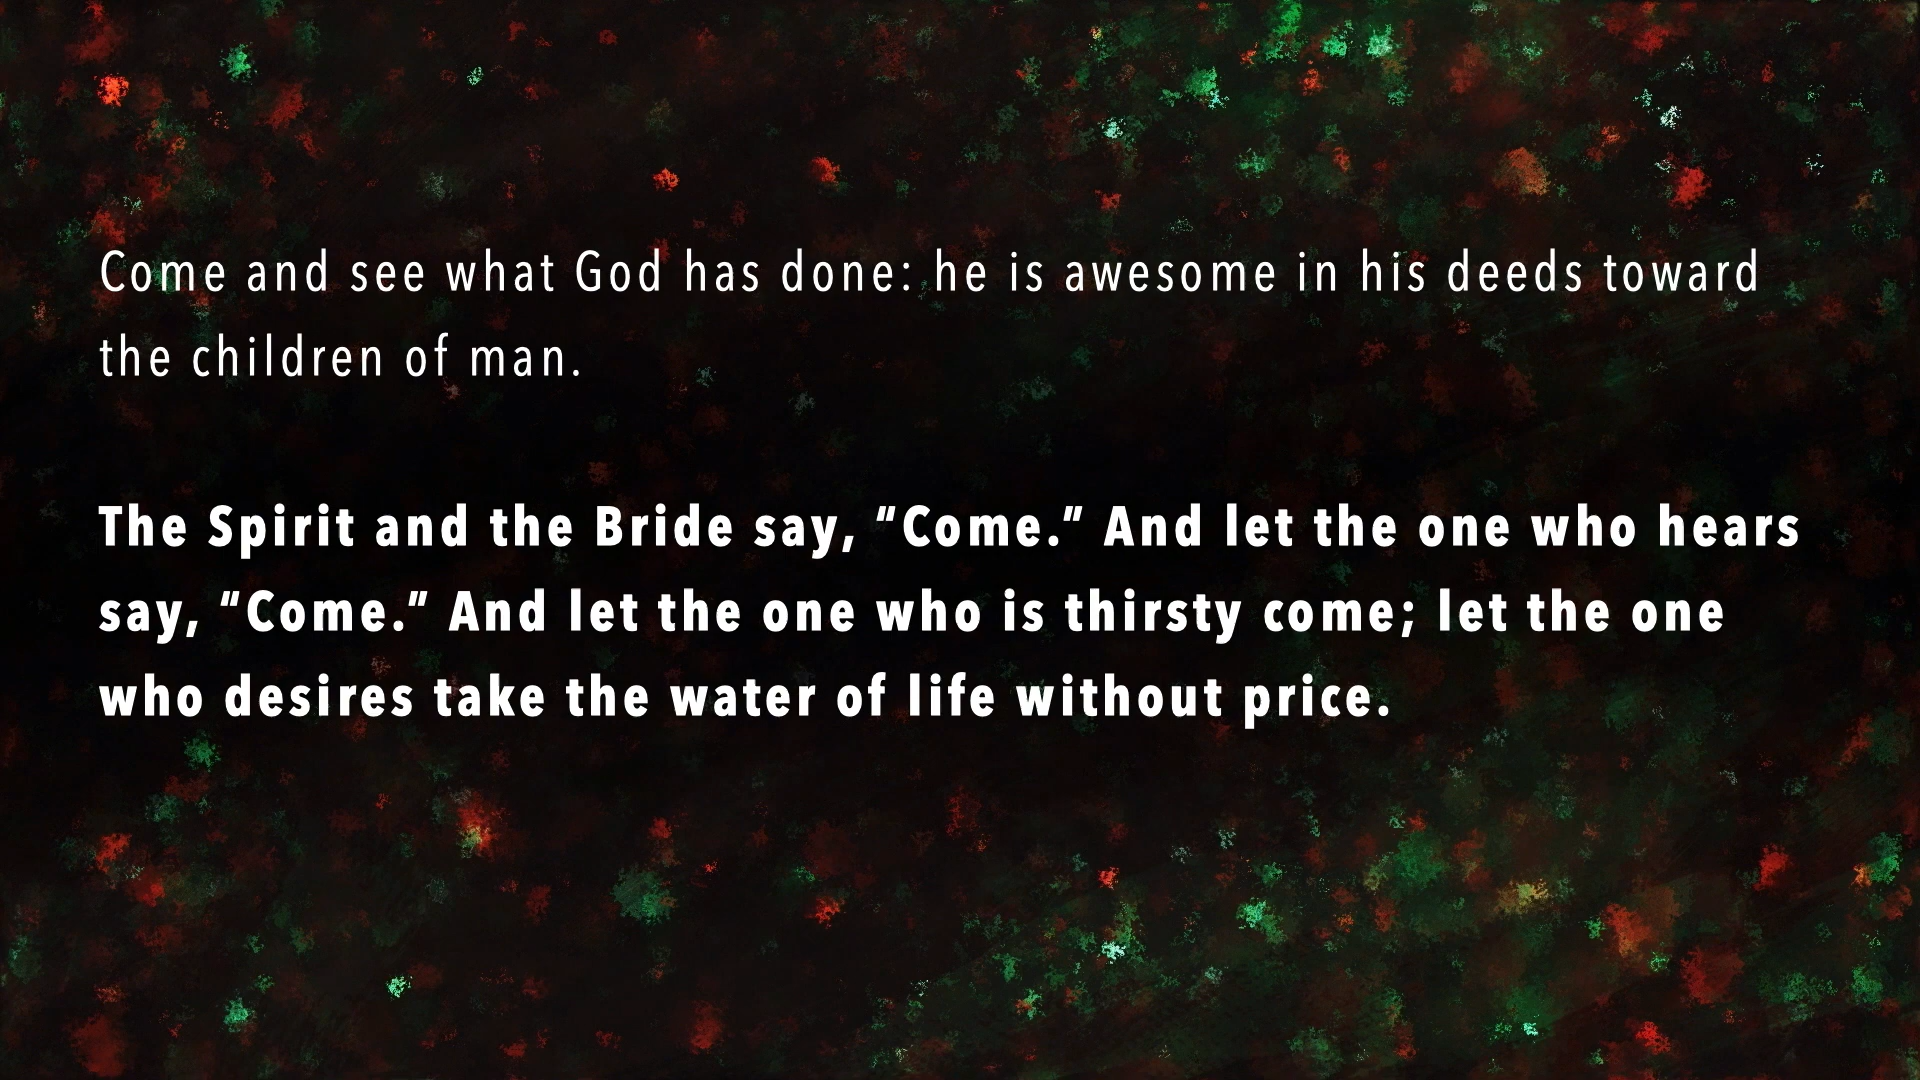 Come and see what God has done: he is awesome in his deeds toward
the children of man.
The Spirit and the Bride say, “Come.” And let the one who hears
say, “Come.” And let the one who is thirsty come; let the one
who desires take the water of life without price.